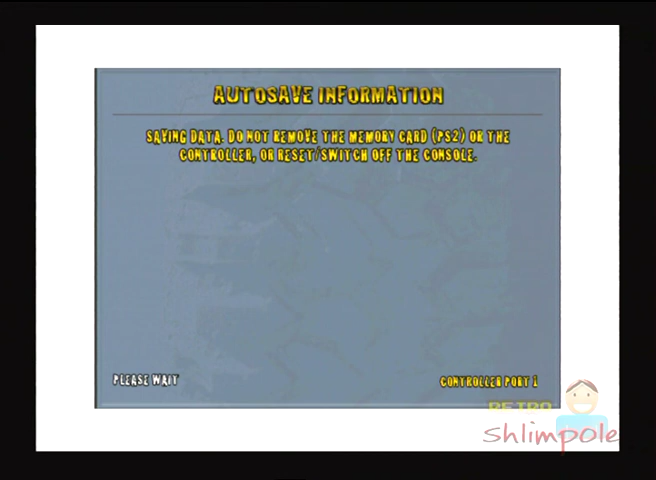 AUTOSAVE INFORMATION
SAVING DATA. DO NOT REMOVE THE MEMORY CARD (PS2) OR THE
CONTROLLER, OR RESET/SWITCH OFF THE CONSOLE.
PLEASE WAIT
CONTROLLER PORT 1
RETRO
Shlimpole